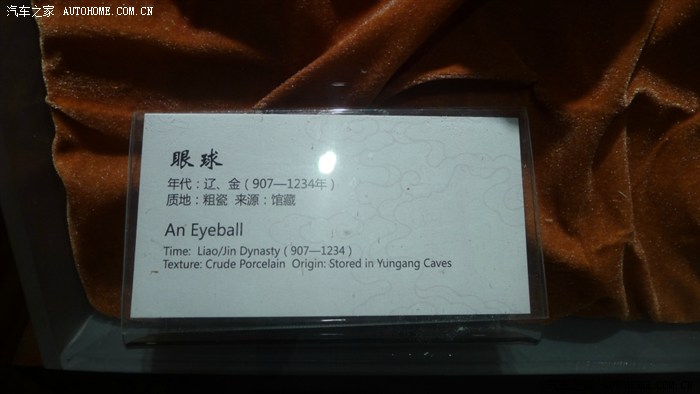 汽车之家 AUTOHOME.COM.CN
眼球
年代：辽、金（907—1234年）
质地：粗瓷 来源：馆藏
An Eyeball
Time: Liao/Jin Dynasty（907—1234）
Texture: Crude Porcelain Origin: Stored in Yungang Caves